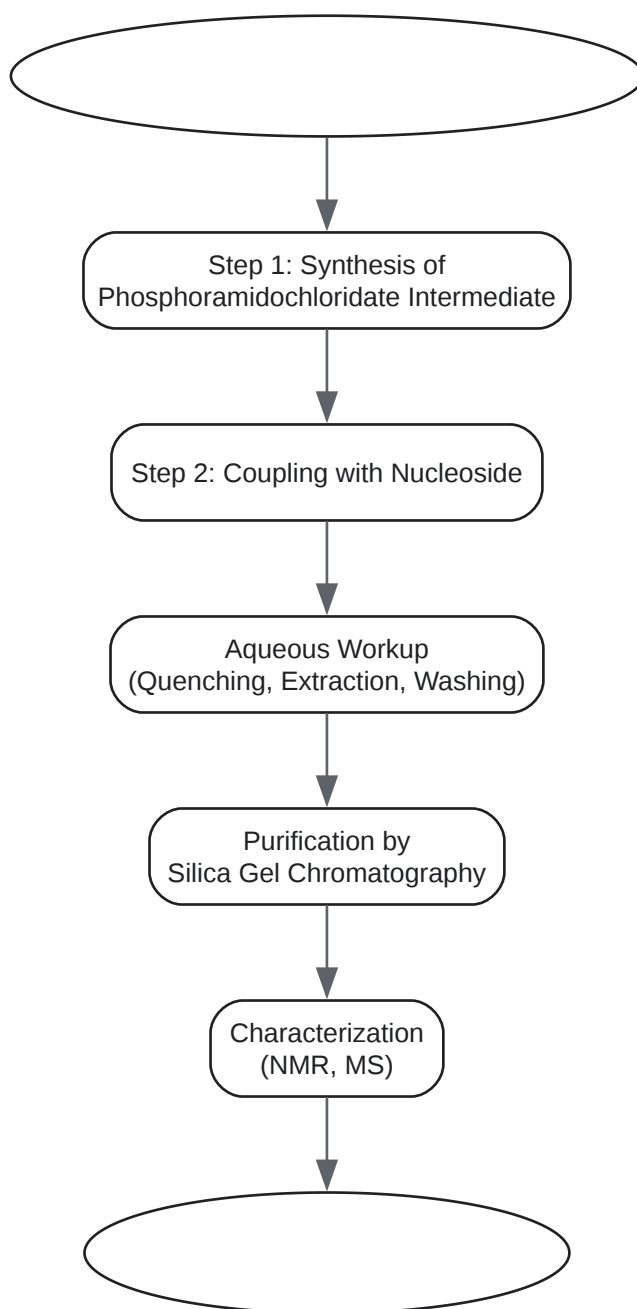 Step 1: Synthesis of
Phosphoramidochloridate Intermediate
Step 2: Coupling with Nucleoside
Aqueous Workup
(Quenching, Extraction, Washing)
Purification by
Silica Gel Chromatography
Characterization
(NMR, MS)